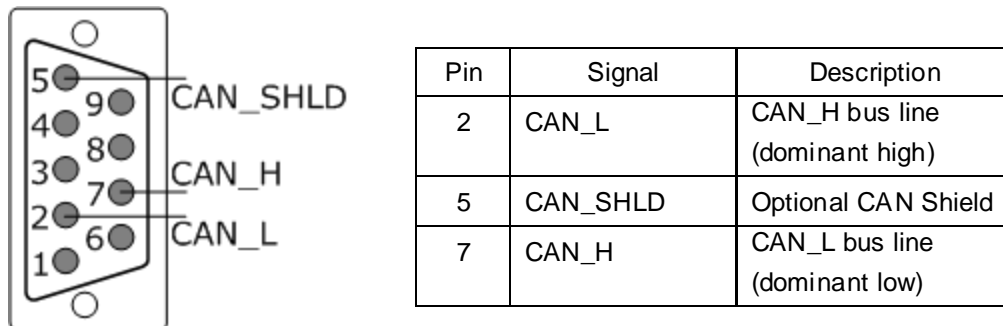 5
9
CAN_SHLD
4
8
3
7
CAN_H
2
6
CAN_L
1
Pin Signal Description
2 CAN_L CAN_H bus line
(dominant high)
5 CAN_SHLD Optional CAN Shield
7 CAN_H CAN_L bus line
(dominant low)